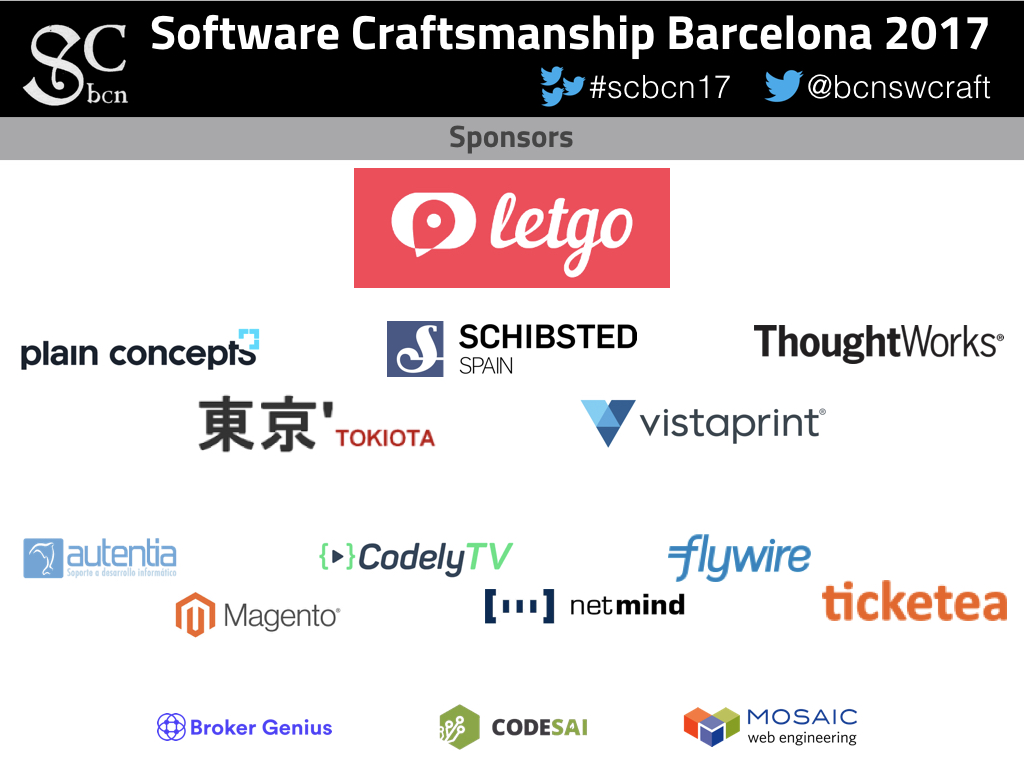 SC bcn
Software Craftsmanship Barcelona 2017
#scbcn17 @bcnswcraft
Sponsors
letgo
plain concepts
SCHIBSTED
SPAIN
ThoughtWorks®
東京' TOKIOTA
vistaprint®
autentia
Soporte a desarrollo informático
{▶}CodelyTV
flywire
Magento®
[...] netmind
ticketea
Broker Genius
CODESAI
MOSAIC
web engineering